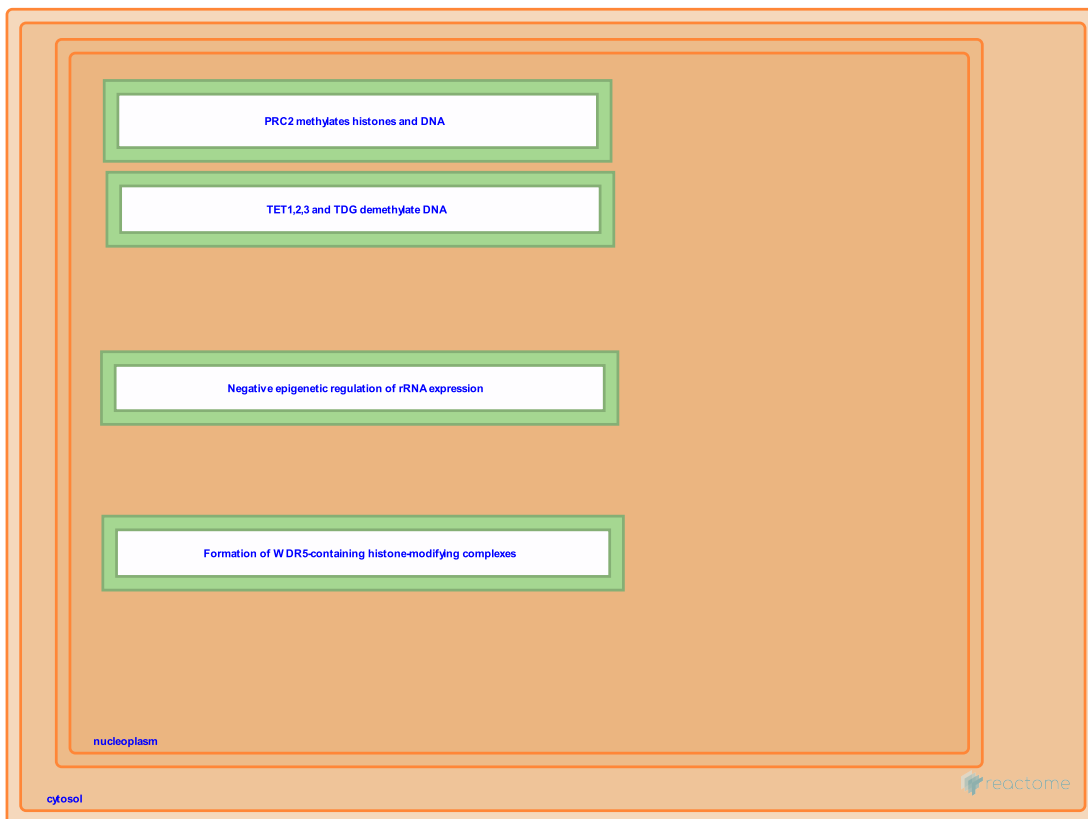 PRC2 methylates histones and DNA
TET1,2,3 and TDG demethylate DNA
Negative epigenetic regulation of rRNA expression
Formation of WDR5-containing histone-modifying complexes
nucleoplasm
reactome
cytosol